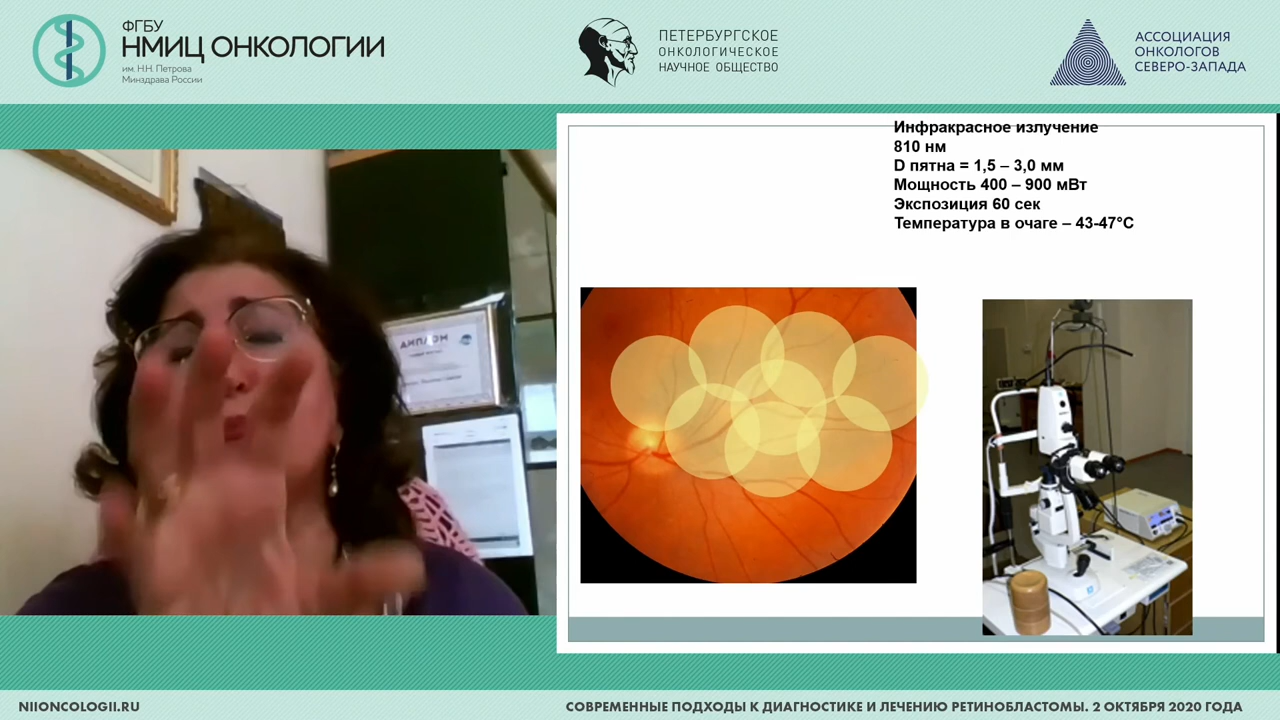 ФГБУ
НМИЦ ОНКОЛОГИИ
им. Н.Н. Петрова
Минздрава России
ПЕТЕРБУРГСКОЕ
ОНКОЛОГИЧЕСКОЕ
НАУЧНОЕ ОБЩЕСТВО
АССОЦИАЦИЯ
ОНКОЛОГОВ
СЕВЕРО-ЗАПАДА
Инфракрасное излучение
810 нм
D пятна = 1,5 – 3,0 мм
Мощность 400 – 900 мВт
Экспозиция 60 сек
Температура в очаге – 43-47°С
ДИПЛОМ
NIIONCOLOGII.RU
СОВРЕМЕННЫЕ ПОДХОДЫ К ДИАГНОСТИКЕ И ЛЕЧЕНИЮ РЕТИНОБЛАСТОМЫ. 2 ОКТЯБРЯ 2020 ГОДА